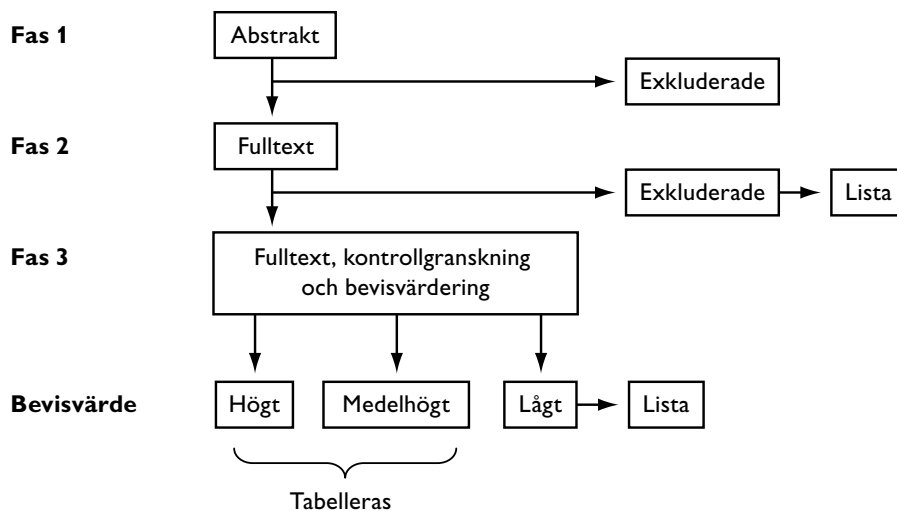 Fas 1
Abstrakt
Exkluderade
Fas 2
Fulltext
Exkluderade
Lista
Fas 3
Fulltext, kontrollgranskning
och bevisvärdering
Bevisvärde
Högt
Medelhögt
Lågt
Lista
Tabelleras